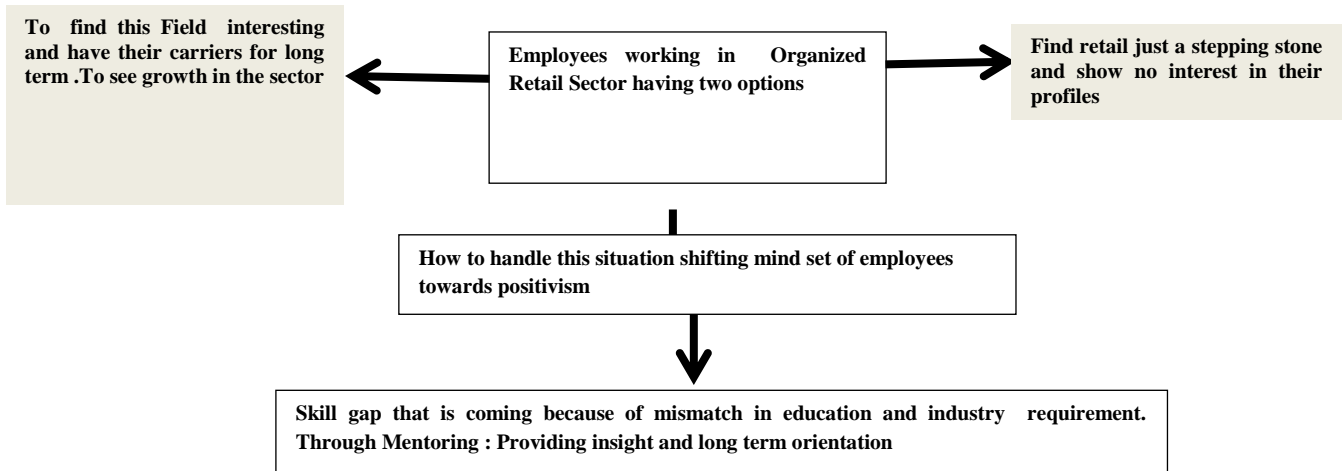 To find this Field interesting
and have their carriers for long
term .To see growth in the sector
Employees working in Organized
Retail Sector having two options
Find retail just a stepping stone
and show no interest in their
profiles
How to handle this situation shifting mind set of employees
towards positivism
Skill gap that is coming because of mismatch in education and industry requirement.
Through Mentoring : Providing insight and long term orientation